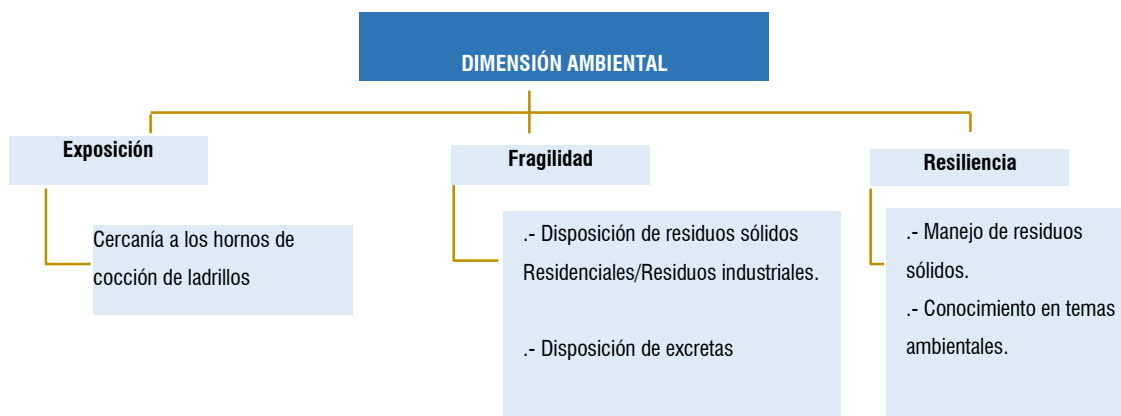 DIMENSIÓN AMBIENTAL
Exposición
Cercanía a los hornos de
cocción de ladrillos
Fragilidad
.- Disposición de residuos sólidos
Residenciales/Residuos industriales.
.- Disposición de excretas
Resiliencia
.- Manejo de residuos
sólidos.
.- Conocimiento en temas
ambientales.